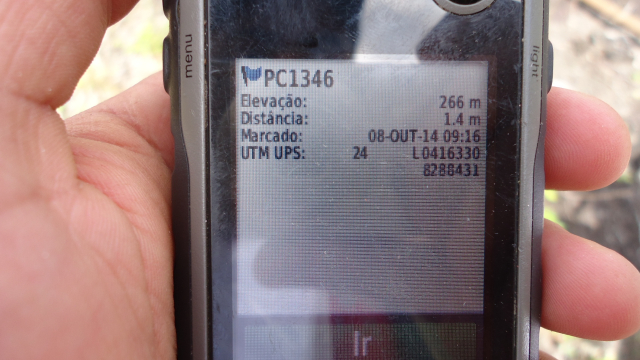 menu
light
PC1346
Elevação: 266 m
Distância: 1.4 m
Marcado: 08-OUT-14 09:16
UTM UPS: 24 L0416330
8288431
Ir